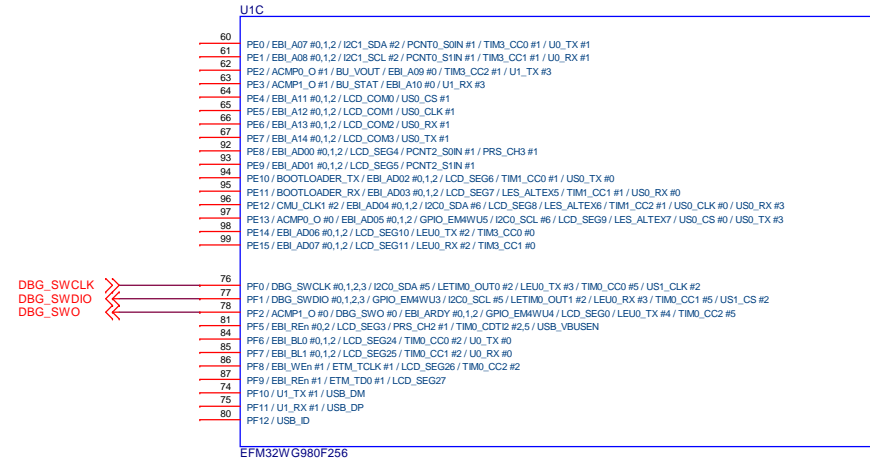 U1C
60 PE0 / EBI_A07 #0,1,2 / I2C1_SDA #2 / PCNT0_S0IN #1 / TIM3_CC0 #1 / U0_TX #1
61 PE1 / EBI_A08 #0,1,2 / I2C1_SCL #2 / PCNT0_S1IN #1 / TIM3_CC1 #1 / U0_RX #1
62 PE2 / ACMP0_O #1 / BU_VOUT / EBI_A09 #0 / TIM3_CC2 #1 / U1_TX #3
63 PE3 / ACMP1_O #1 / BU_STAT / EBI_A10 #0 / U1_RX #3
64 PE4 / EBI_A11 #0,1,2 / LCD_COM0 / US0_CS #1
65 PE5 / EBI_A12 #0,1,2 / LCD_COM1 / US0_CLK #1
66 PE6 / EBI_A13 #0,1,2 / LCD_COM2 / US0_RX #1
67 PE7 / EBI_A14 #0,1,2 / LCD_COM3 / US0_TX #1
92 PE8 / EBI_AD00 #0,1,2 / LCD_SEG4 / PCNT2_S0IN #1 / PRS_CH3 #1
93 PE9 / EBI_AD01 #0,1,2 / LCD_SEG5 / PCNT2_S1IN #1
94 PE10 / BOOTLOADER_TX / EBI_AD02 #0,1,2 / LCD_SEG6 / TIM1_CC0 #1 / US0_TX #0
95 PE11 / BOOTLOADER_RX / EBI_AD03 #0,1,2 / LCD_SEG7 / LES_ALTEX5 / TIM1_CC1 #1 / US0_RX #0
96 PE12 / CMU_CLK1 #2 / EBI_AD04 #0,1,2 / I2C0_SDA #6 / LCD_SEG8 / LES_ALTEX6 / TIM1_CC2 #1 / US0_CLK #0 / US0_RX #3
97 PE13 / ACMP0_O #0 / EBI_AD05 #0,1,2 / GPIO_EM4WU5 / I2C0_SCL #6 / LCD_SEG9 / LES_ALTEX7 / US0_CS #0 / US0_TX #3
98 PE14 / EBI_AD06 #0,1,2 / LCD_SEG10 / LEU0_TX #2 / TIM3_CC0 #0
99 PE15 / EBI_AD07 #0,1,2 / LCD_SEG11 / LEU0_RX #2 / TIM3_CC1 #0
DBG_SWCLK 76 PF0 / DBG_SWCLK #0,1,2,3 / I2C0_SDA #5 / LETIM0_OUT0 #2 / LEU0_TX #3 / TIM0_CC0 #5 / US1_CLK #2
DBG_SWDIO 77 PF1 / DBG_SWDIO #0,1,2,3 / GPIO_EM4WU3 / I2C0_SCL #5 / LETIM0_OUT1 #2 / LEU0_RX #3 / TIM0_CC1 #5 / US1_CS #2
DBG_SWO 78 PF2 / ACMP1_O #0 / DBG_SWO #0 / EBI_ARDY #0,1,2 / GPIO_EM4WU4 / LCD_SEG0 / LEU0_TX #4 / TIM0_CC2 #5
81 PF5 / EBI_REn #0,2 / LCD_SEG3 / PRS_CH2 #1 / TIM0_CDTI2 #2,5 / USB_VBUSEN
84 PF6 / EBI_BL0 #0,1,2 / LCD_SEG24 / TIM0_CC0 #2 / U0_TX #0
85 PF7 / EBI_BL1 #0,1,2 / LCD_SEG25 / TIM0_CC1 #2 / U0_RX #0
86 PF8 / EBI_WEn #1 / ETM_TCLK #1 / LCD_SEG26 / TIM0_CC2 #2
87 PF9 / EBI_REn #1 / ETM_TD0 #1 / LCD_SEG27
74 PF10 / U1_TX #1 / USB_DM
75 PF11 / U1_RX #1 / USB_DP
80 PF12 / USB_ID
EFM32WG980F256